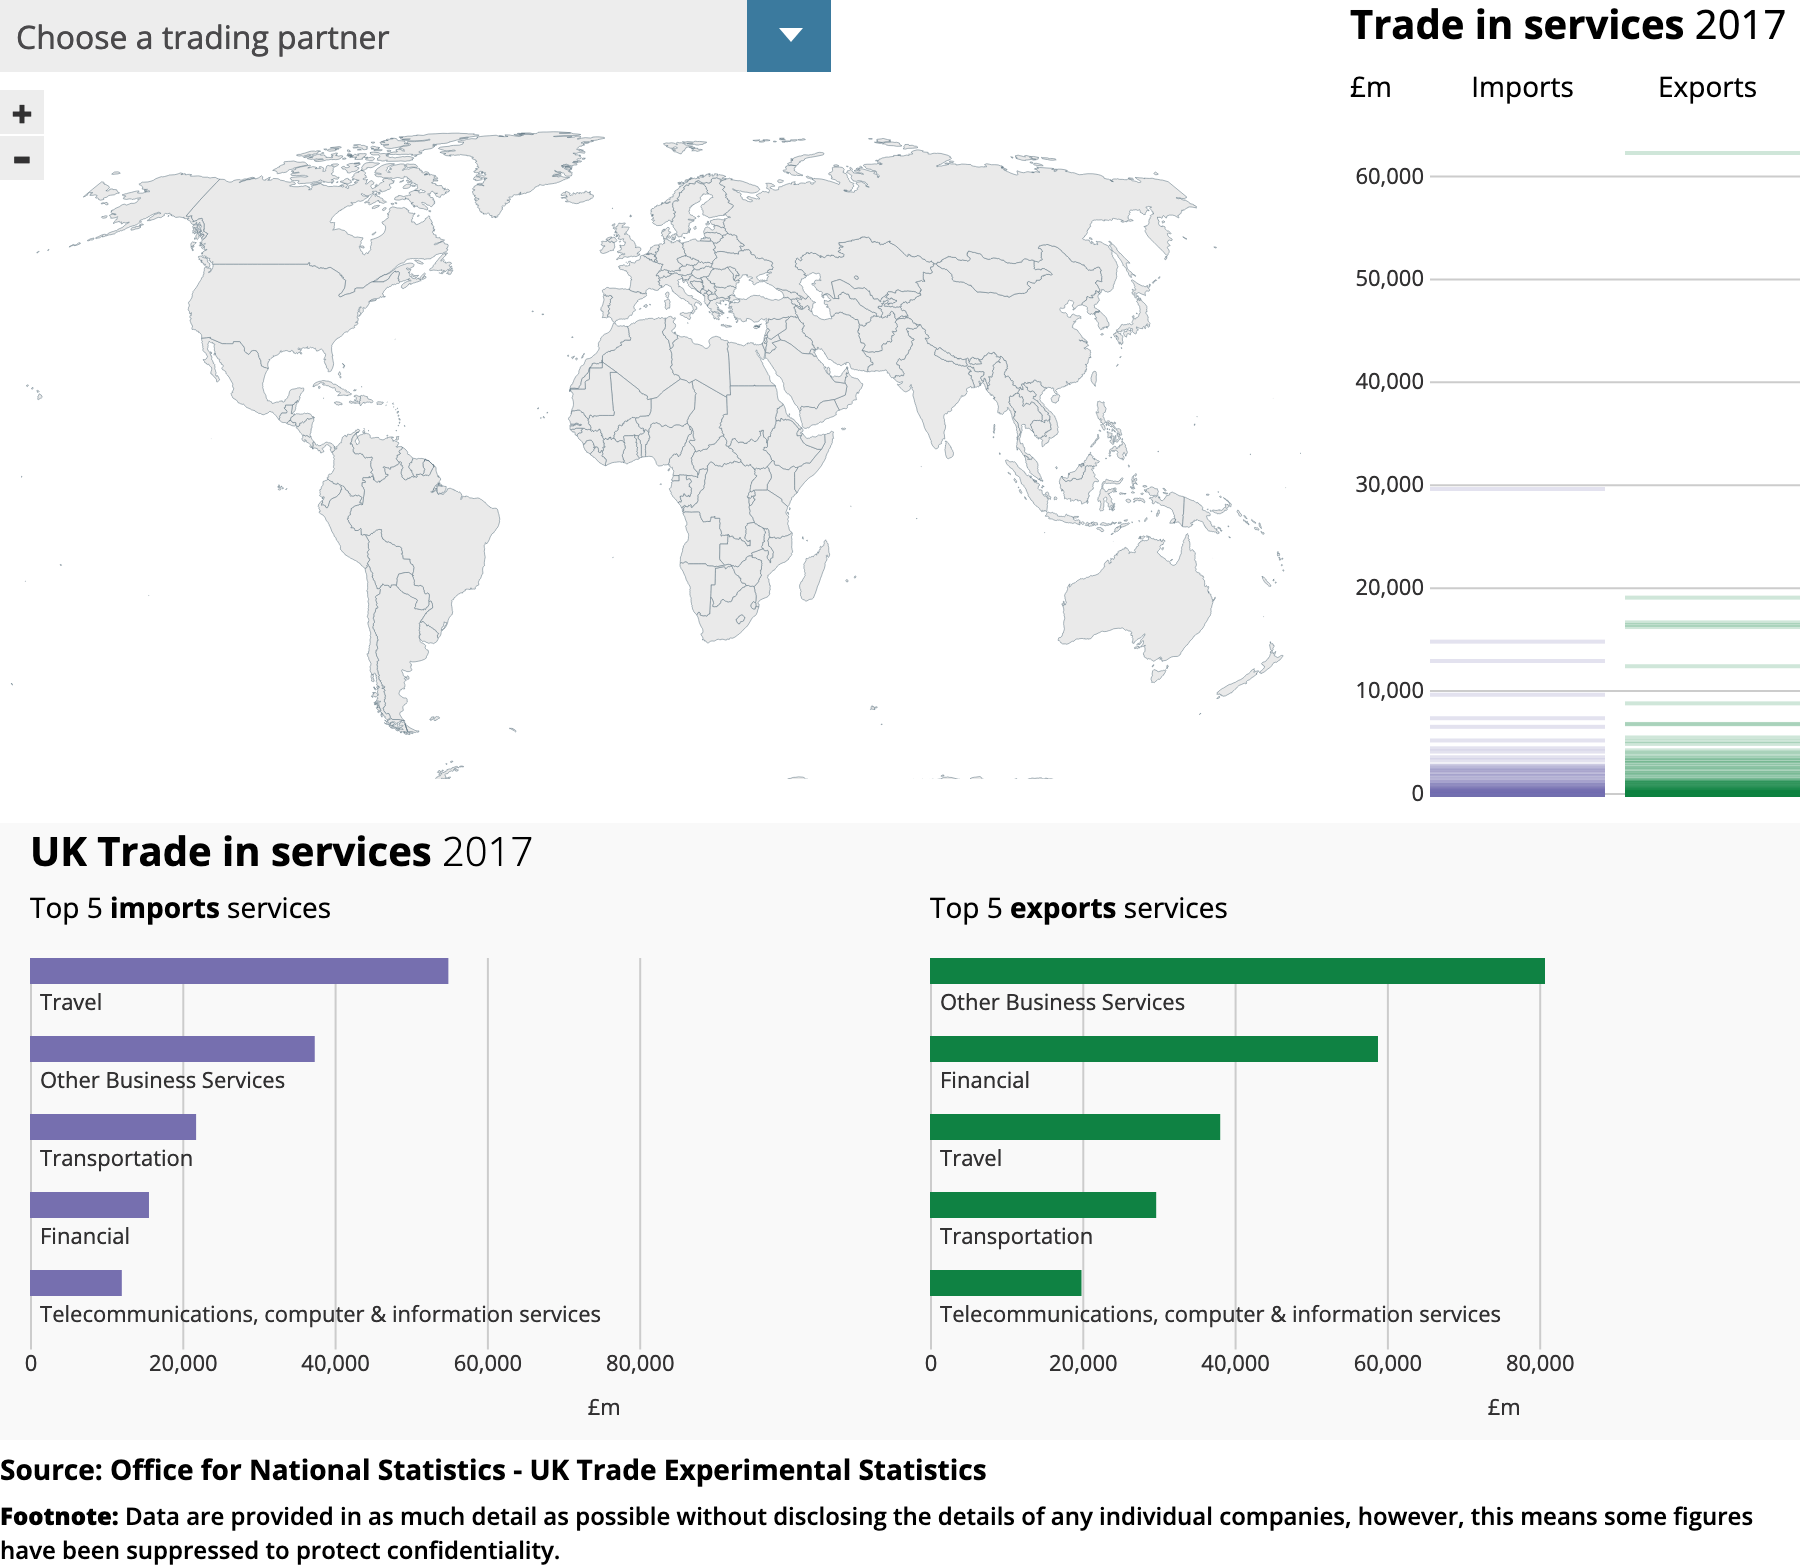 Choose a trading partner
+
-
Trade in services 2017
£m Imports Exports
60,000
50,000
40,000
30,000
20,000
10,000
0
UK Trade in services 2017
Top 5 imports services
Travel
Other Business Services
Transportation
Financial
Telecommunications, computer & information services
0 20,000 40,000 60,000 80,000
£m
Top 5 exports services
Other Business Services
Financial
Travel
Transportation
Telecommunications, computer & information services
0 20,000 40,000 60,000 80,000
£m
Source: Office for National Statistics - UK Trade Experimental Statistics
Footnote: Data are provided in as much detail as possible without disclosing the details of any individual companies, however, this means some figures
have been suppressed to protect confidentiality.